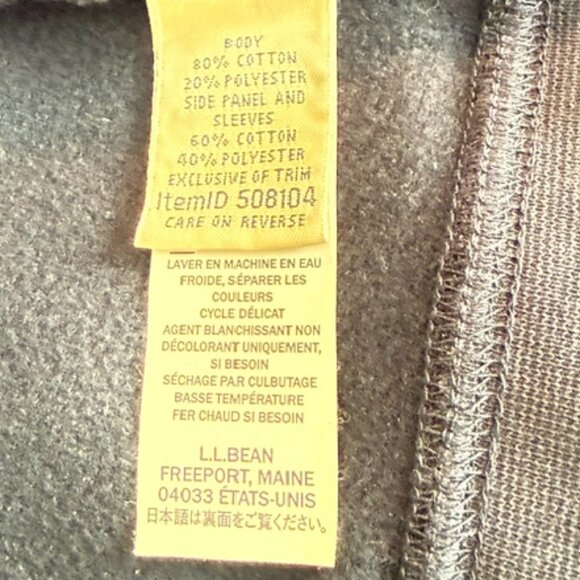 BODY
80% COTTON
20% POLYESTER
SIDE PANEL AND
SLEEVES
60% COTTON
40% POLYESTER
EXCLUSIVE OF TRIM
ItemID 508104
CARE ON REVERSE
LAVER EN MACHINE EN EAU
FROIDE, SÉPARER LES
COULEURS
CYCLE DÉLICAT
AGENT BLANCHISSANT NON
DÉCOLORANT UNIQUEMENT,
SI BESOIN
SÉCHAGE PAR CULBUTAGE
BASSE TEMPÉRATURE
FER CHAUD SI BESOIN
L.L.BEAN
FREEPORT, MAINE
04033 ÉTATS-UNIS
日本語は裏面をご覧ください。